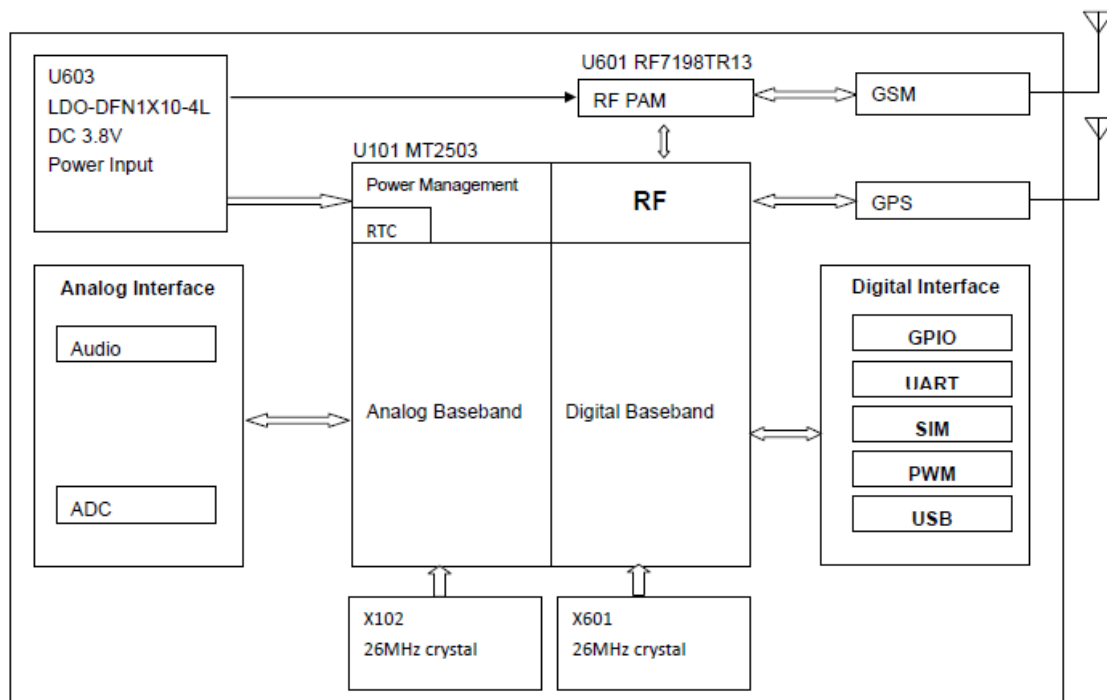 U603
LDO-DFN1X10-4L
DC 3.8V
Power Input
U601 RF7198TR13
RF PAM
GSM
U101 MT2503
Power Management
RTC
RF
GPS
Analog Interface
Audio
ADC
Analog Baseband
Digital Baseband
Digital Interface
GPIO
UART
SIM
PWM
USB
X102
26MHz crystal
X601
26MHz crystal